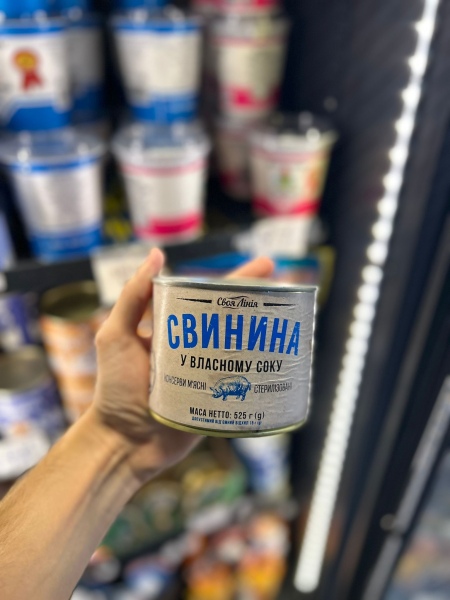 Своя Лінія
СВИНИНА
У ВЛАСНОМУ СОКУ
КОНСЕРВИ М'ЯСНІ СТЕРИЛІЗОВАНІ
МАСА НЕТТО: 525 г (g)